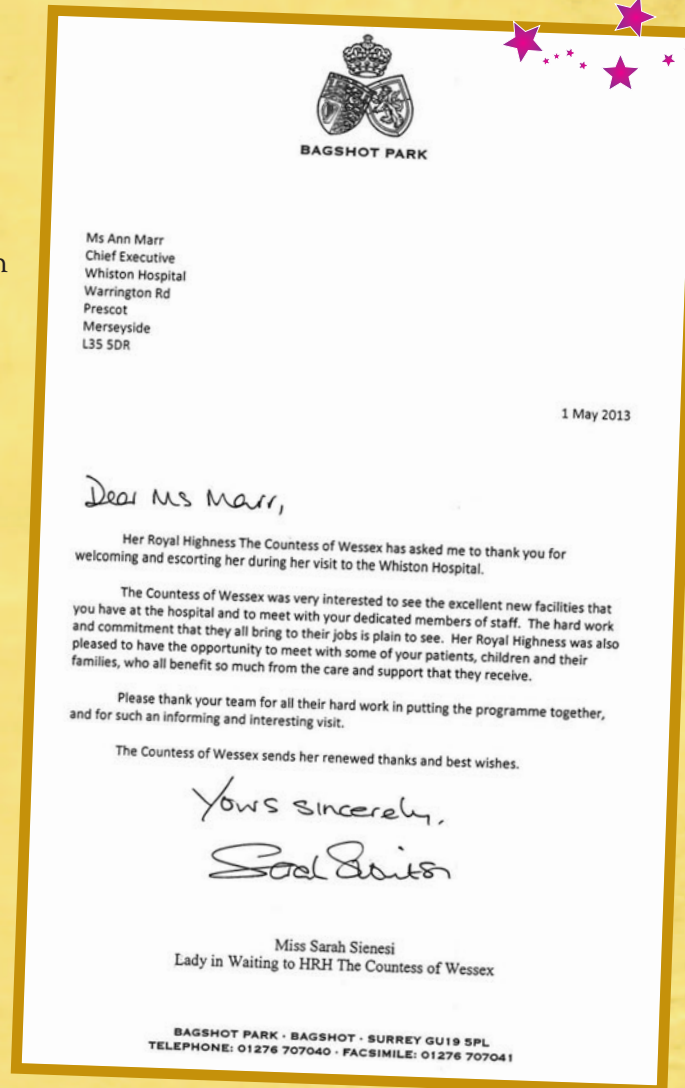 BAGSHOT PARK
Ms Ann Marr
Chief Executive
Whiston Hospital
Warrington Rd
Prescot
Merseyside
L35 5DR
1 May 2013
Dear Ms Marr,
Her Royal Highness The Countess of Wessex has asked me to thank you for
welcoming and escorting her during her visit to the Whiston Hospital.
The Countess of Wessex was very interested to see the excellent new facilities that
you have at the hospital and to meet with your dedicated members of staff. The hard work
and commitment that they all bring to their jobs is plain to see. Her Royal Highness was also
pleased to have the opportunity to meet with some of your patients, children and their
families, who all benefit so much from the care and support that they receive.
Please thank your team for all their hard work in putting the programme together,
and for such an informing and interesting visit.
The Countess of Wessex sends her renewed thanks and best wishes.
Yours sincerely,
Miss Sarah Sienesi
Lady in Waiting to HRH The Countess of Wessex
BAGSHOT PARK · BAGSHOT · SURREY GU19 5PL
TELEPHONE: 01276 707040 · FACSIMILE: 01276 707041